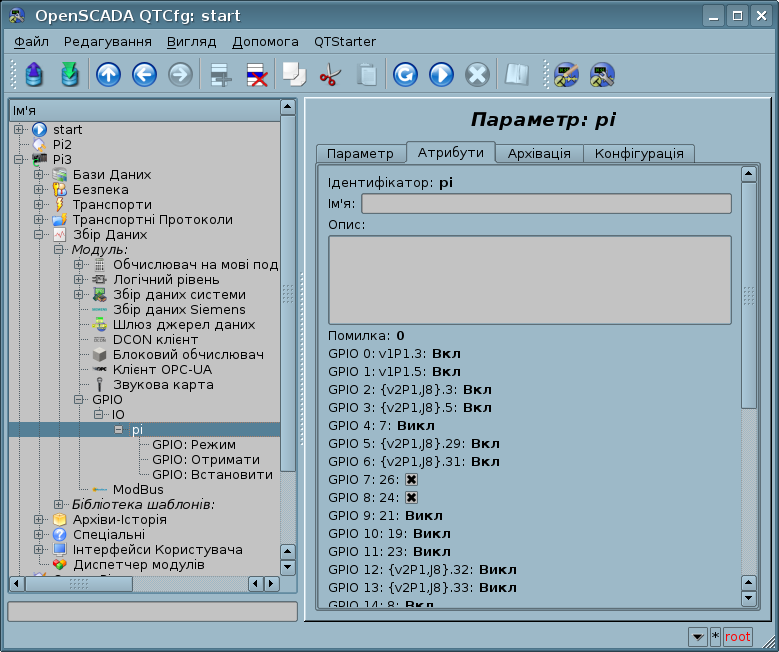 OpenSCADA QTCfg: start
Файл Редагування Вигляд Допомога QTStarter
Ім'я
start
Pi2
Pi3
Бази Даних
Безпека
Транспорти
Транспортні Протоколи
Збір Даних
Модуль:
Обчислювач на мові под
Логічний рівень
Збір даних системи
Збір даних Siemens
Шлюз джерел даних
DCON клієнт
Блоковий обчислювач
Клієнт OPC-UA
Звукова карта
GPIO
IO
pi
GPIO: Режим
GPIO: Отримати
GPIO: Встановити
ModBus
Бібліотека шаблонів:
Архіви-Історія
Спеціальні
Інтерфейси Користувача
Диспетчер модулів
Параметр: pi
Параметр Атрибути Архівація Конфігурація
Ідентифікатор: pi
Ім'я:
Опис:
Помилка: 0
GPIO 0: v1P1.3: Вкл
GPIO 1: v1P1.5: Вкл
GPIO 2: {v2P1,J8}.3: Вкл
GPIO 3: {v2P1,J8}.5: Вкл
GPIO 4: 7: Викл
GPIO 5: {v2P1,J8}.29: Вкл
GPIO 6: {v2P1,J8}.31: Вкл
GPIO 7: 26:
GPIO 8: 24:
GPIO 9: 21: Викл
GPIO 10: 19: Викл
GPIO 11: 23: Викл
GPIO 12: {v2P1,J8}.32: Викл
GPIO 13: {v2P1,J8}.33: Викл
GPIO 14: 8: Вкл
* root